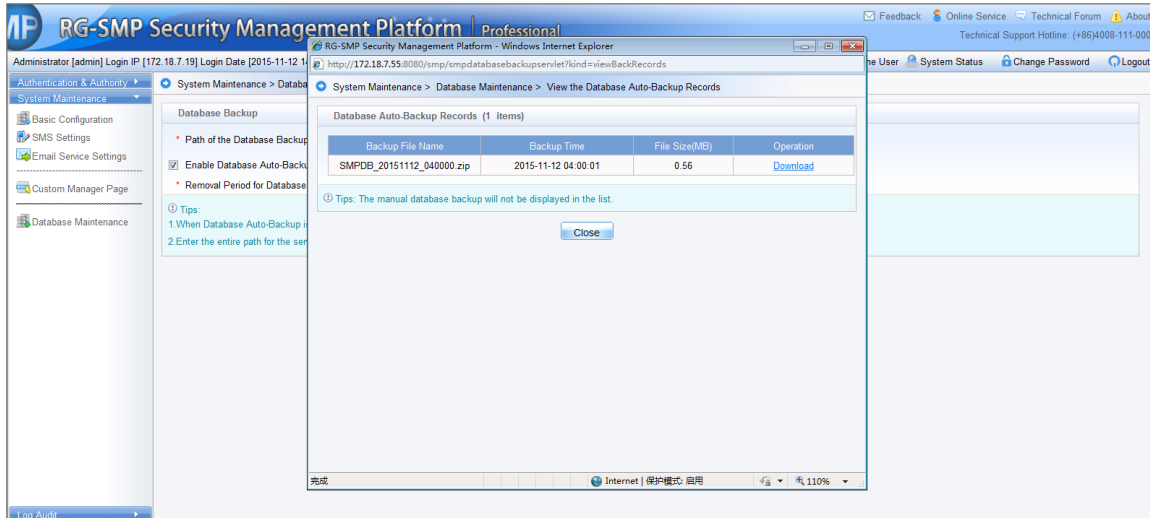 MP RG-SMP Security Management Platform | Professional
Feedback Online Service Technical Forum About
Technical Support Hotline: (+86)4008-111-000
Administrator [admin] Login IP [172.18.7.19] Login Date [2015-11-12 1
ne User System Status Change Password Logout
Authentication & Authority
System Maintenance
Basic Configuration
SMS Settings
Email Service Settings
Custom Manager Page
Database Maintenance
Log Audit
System Maintenance > Databa
Database Backup
* Path of the Database Backup
Enable Database Auto-Backu
* Removal Period for Database
Tips:
1.When Database Auto-Backup is
2.Enter the entire path for the ser
RG-SMP Security Management Platform - Windows Internet Explorer
http://172.18.7.55:8080/smp/smpdatabasebackupservlet?kind=viewBackRecords
System Maintenance > Database Maintenance > View the Database Auto-Backup Records
Database Auto-Backup Records (1 items)
Backup File Name Backup Time File Size(MB) Operation
SMPDB_20151112_040000.zip 2015-11-12 04:00:01 0.56 Download
Tips: The manual database backup will not be displayed in the list.
Close
完成 Internet | 保护模式: 启用 110%